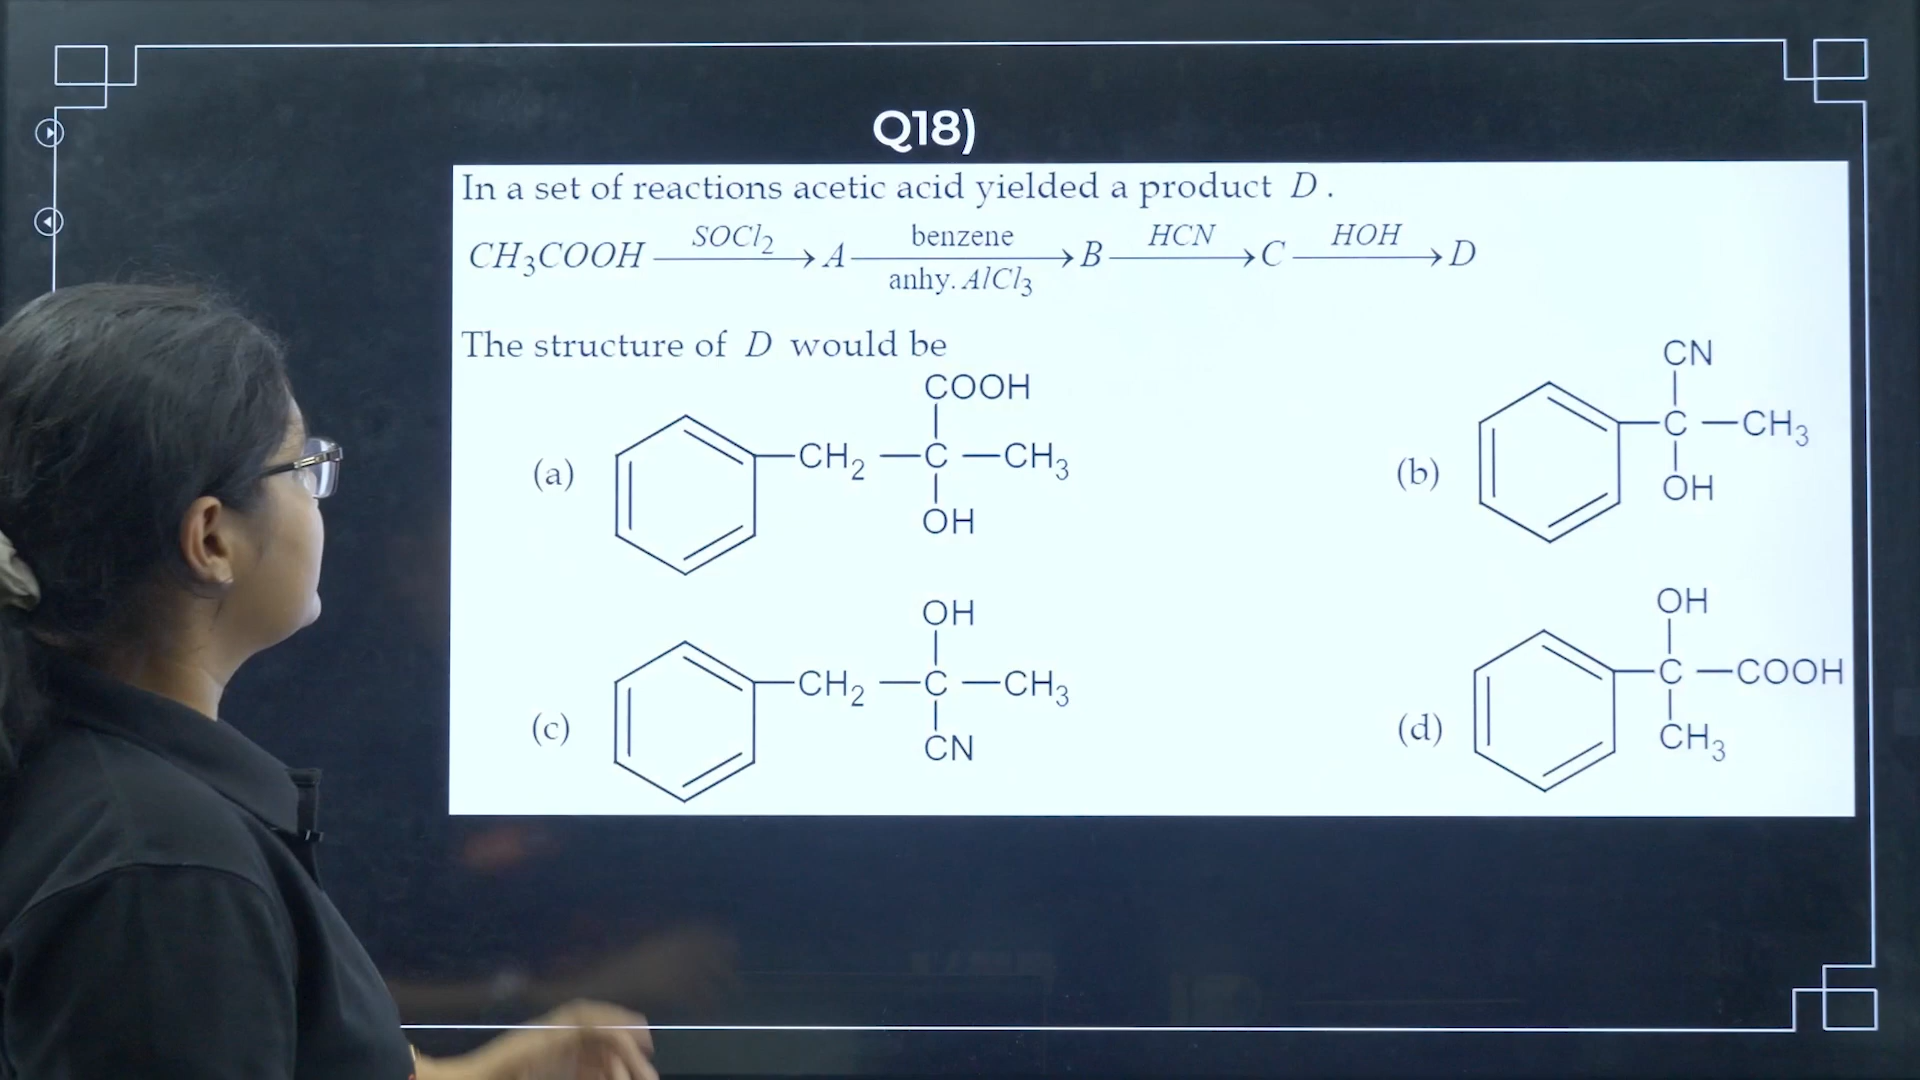 Q18)
In a set of reactions acetic acid yielded a product D.
CH₃COOH SOCl₂ → A benzene anhy. AlCl₃ → B HCN → C HOH → D
The structure of D would be
(a) COOH CH₂ — C — CH₃ OH
(b) CN C — CH₃ OH
(c) OH CH₂ — C — CH₃ CN
(d) OH C — COOH CH₃